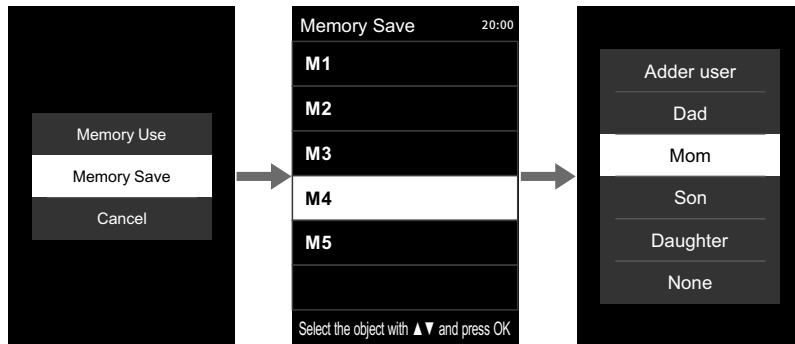 Memory Use
Memory Save
Cancel
Memory Save 20:00
M1
M2
M3
M4
M5
Select the object with ▲▼ and press OK
Adder user
Dad
Mom
Son
Daughter
None